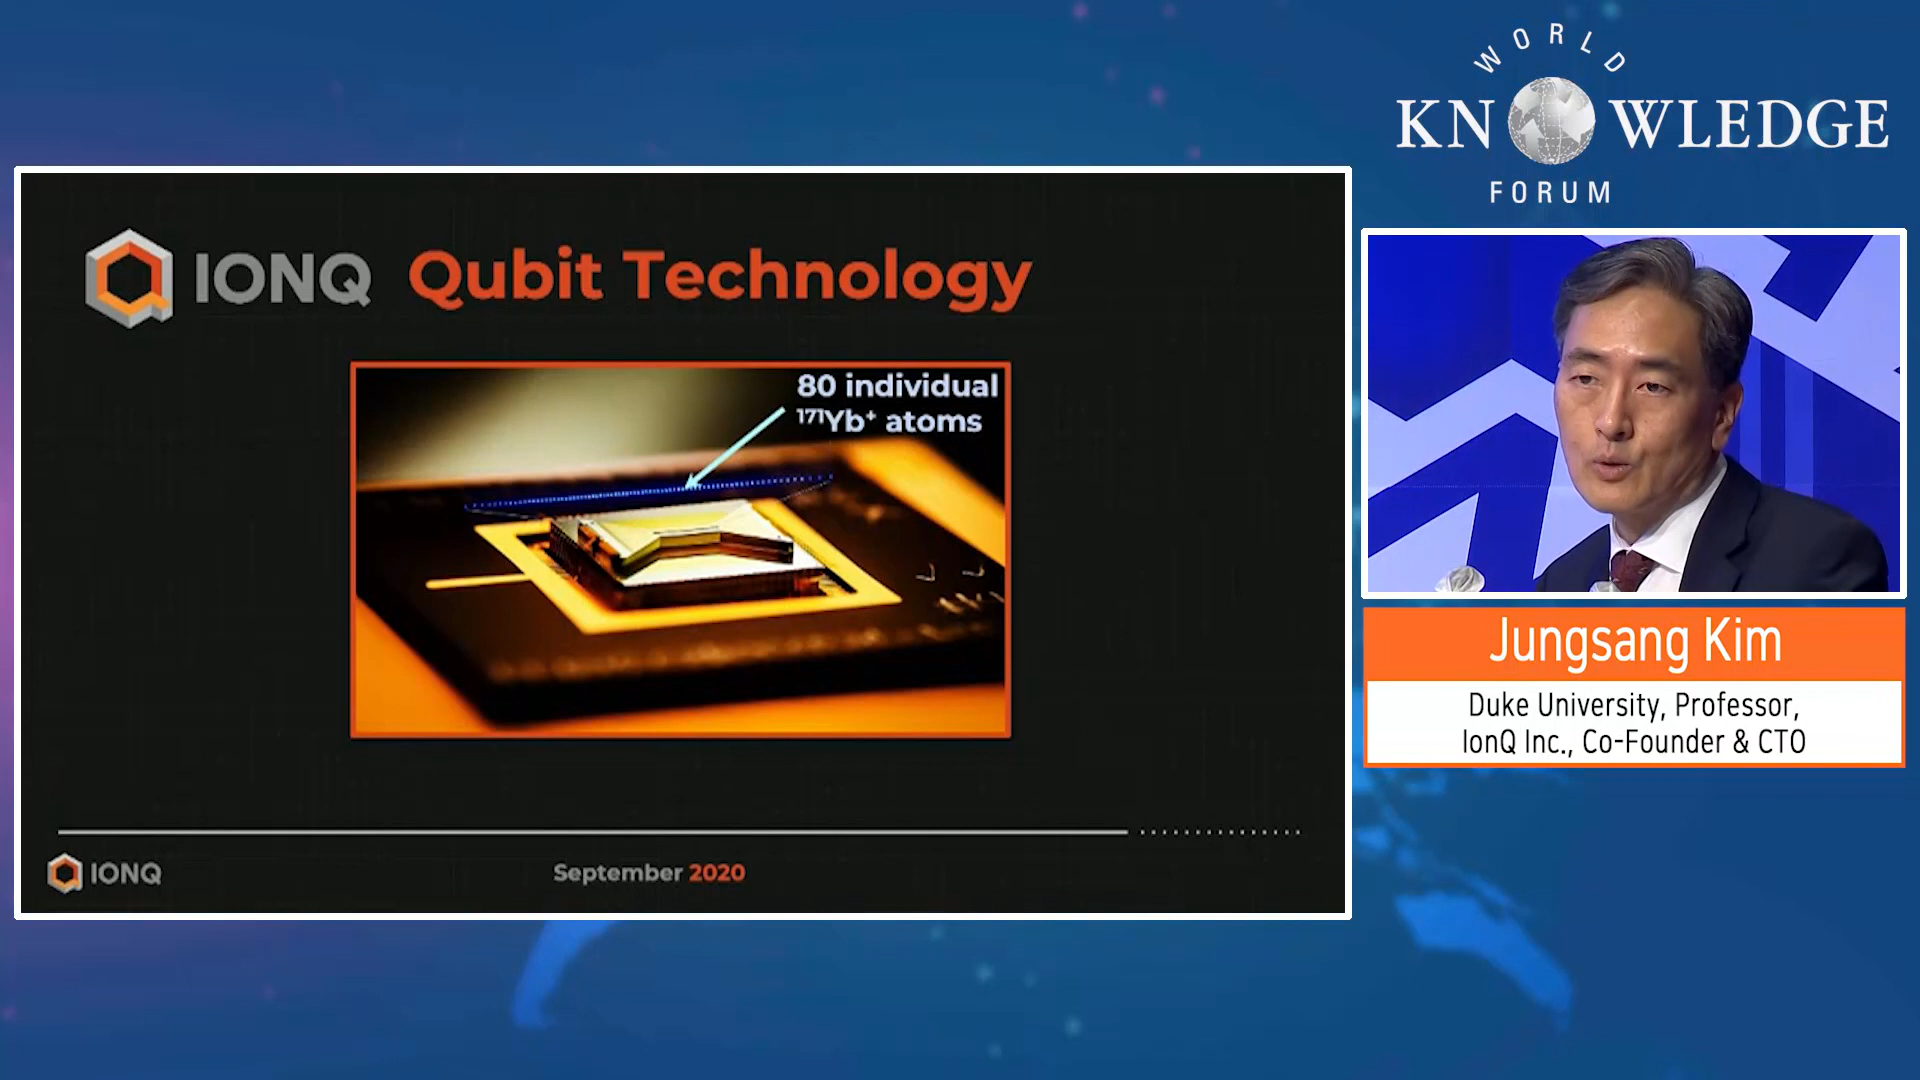 WORLD
KNOWLEDGE
FORUM
IONQ Qubit Technology
80 individual
¹⁷¹Yb⁺ atoms
IONQ
September 2020
Jungsang Kim
Duke University, Professor,
IonQ Inc., Co-Founder & CTO